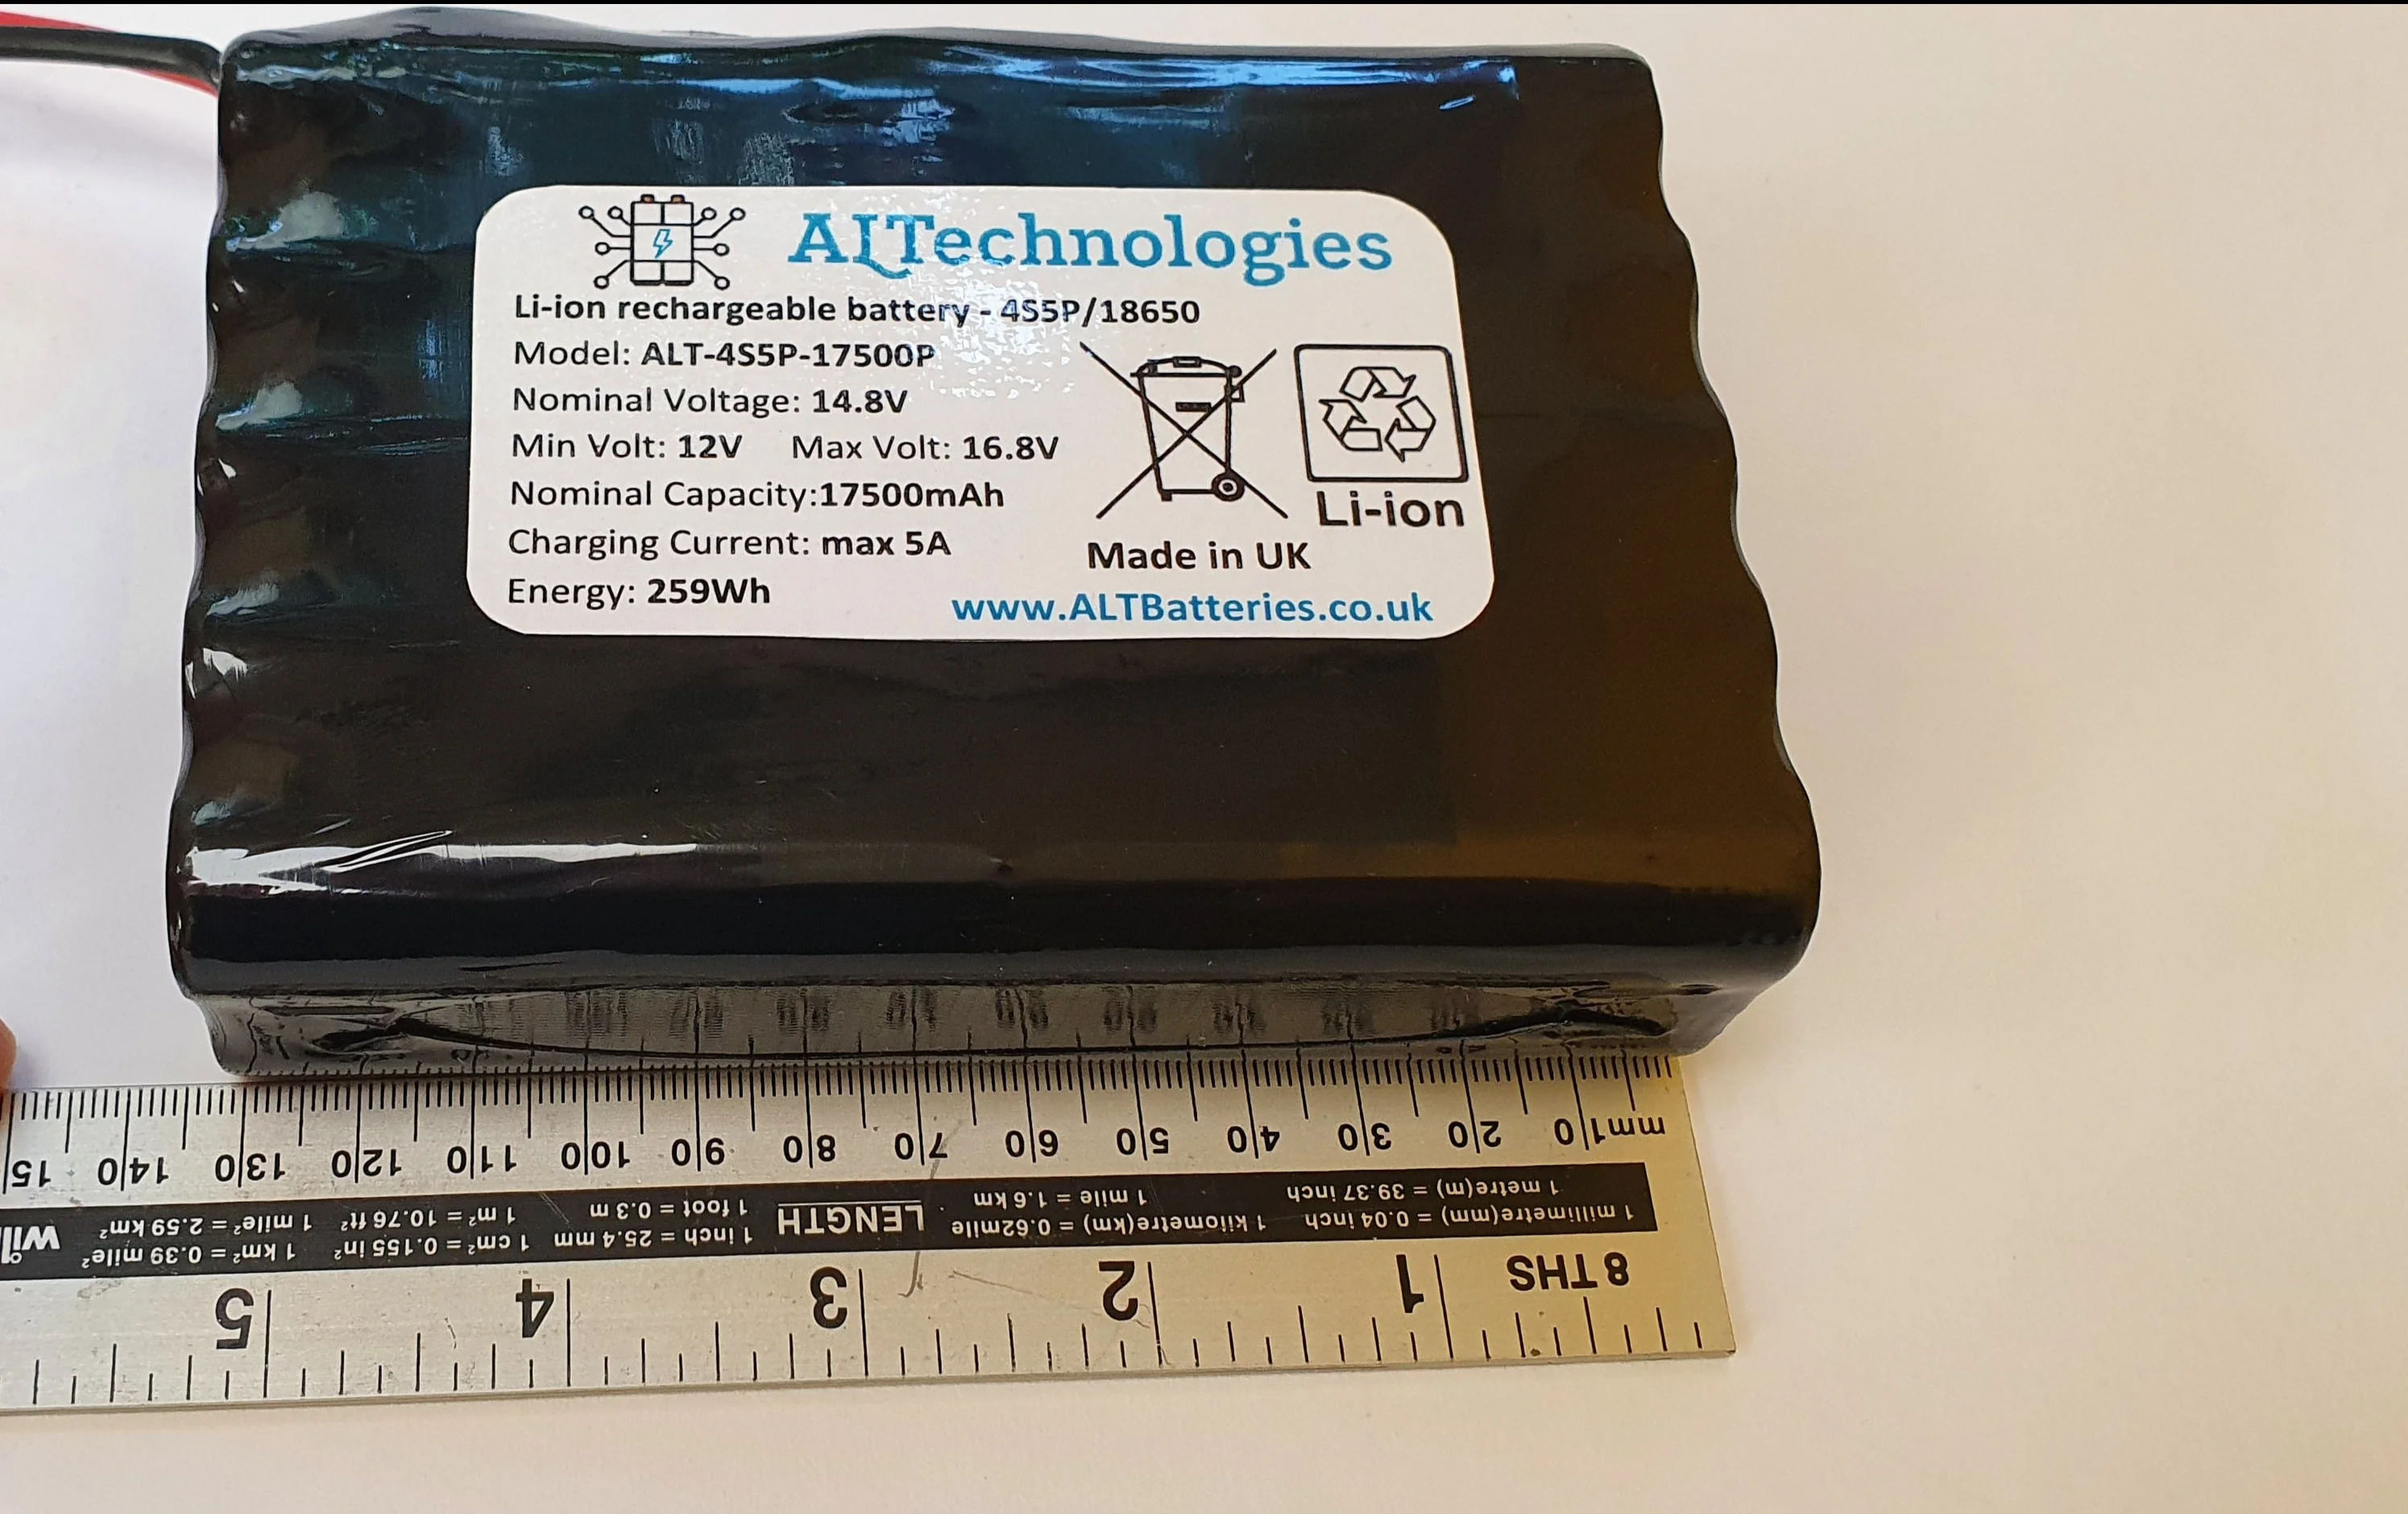 ALTechnologies
Li-ion rechargeable battery - 4S5P/18650
Model: ALT-4S5P-17500P
Nominal Voltage: 14.8V
Min Volt: 12V Max Volt: 16.8V
Nominal Capacity:17500mAh
Charging Current: max 5A
Energy: 259Wh
Li-ion
Made in UK
www.ALTBatteries.co.uk
mm1 0 20 30 40 50 60 70 80 90 100 110 120 130 140 15
1 millimitre(mm) = 0.04 inch 1 kilometre(km) = 0.62mile
1 metre(m) = 39.37 inch 1 mile = 1.6 km
LENGTH
1 inch = 25.4 mm 1 cm² = 0.155 in² 1 km² = 0.39 mile²
1 foot = 0.3 m 1 m² = 10.76 ft² 1 mile² = 2.59 km²
8 THS 1 2 3 4 5